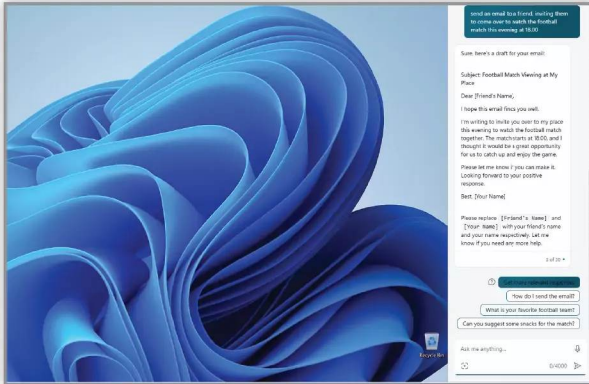 send an email to a friend, inviting them
to come over to watch the football
match this evening at 18.00
Sure, here's a draft for your email:
Subject: Football Match Viewing at My
Place
Dear [Friend's Name],
I hope this email finds you well.
I'm writing to invite you over to my place
this evening to watch the football match
together. The match starts at 18.00, and I
thought it would be a great opportunity
for us to catch up and enjoy the game.
Please let me know if you can make it.
Looking forward to your positive
response.
Best, [Your Name]
Please replace [Friend's Name] and
[Your Name] with your friend's name
and your name respectively. Let me
know if you need any more help.
How do I send the email?
What is your favorite football team?
Can you suggest some snacks for the match?
Recycle Bin
Ask me anything...
0/4000